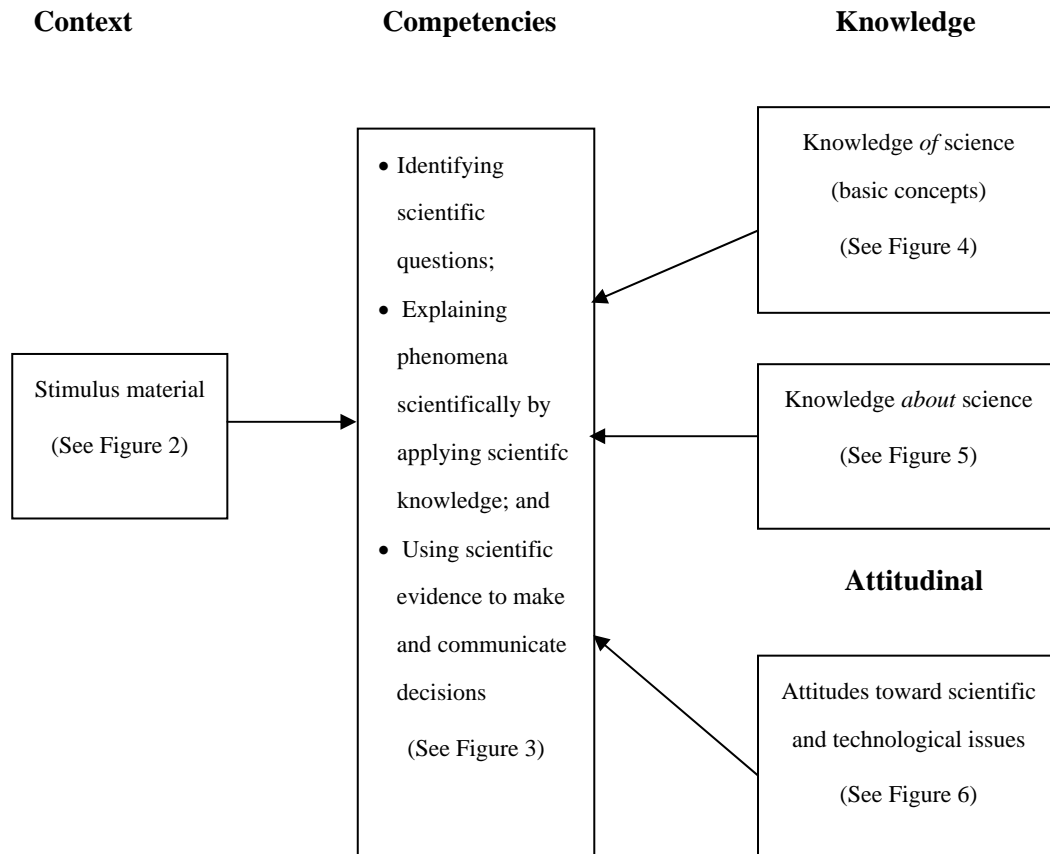 Context
Competencies
Knowledge
Stimulus material
(See Figure 2)
• Identifying
scientific
questions;
• Explaining
phenomena
scientifically by
applying scientifc
knowledge; and
• Using scientific
evidence to make
and communicate
decisions
(See Figure 3)
Knowledge of science
(basic concepts)
(See Figure 4)
Knowledge about science
(See Figure 5)
Attitudinal
Attitudes toward scientific
and technological issues
(See Figure 6)